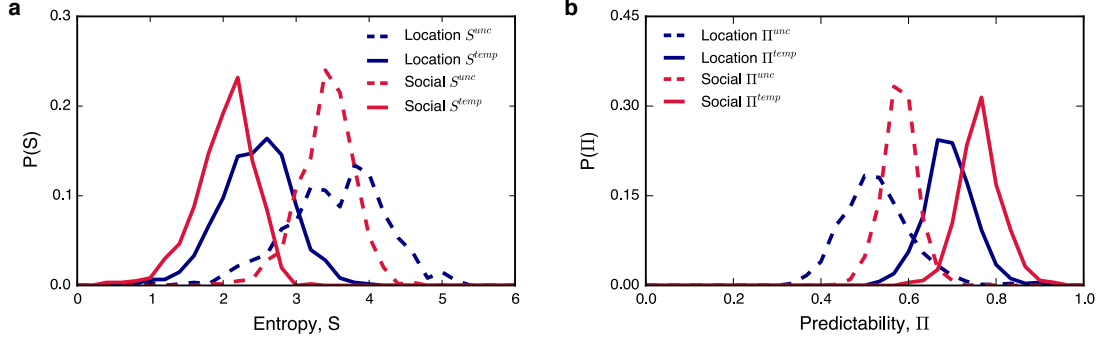 a
0.3
0.2
0.1
0.0
P(S)
0 1 2 3 4 5 6
Entropy, S
Location S^unc
Location S^temp
Social S^unc
Social S^temp
b
0.45
0.30
0.15
0.00
P(Π)
0.0 0.2 0.4 0.6 0.8 1.0
Predictability, Π
Location Π^unc
Location Π^temp
Social Π^unc
Social Π^temp